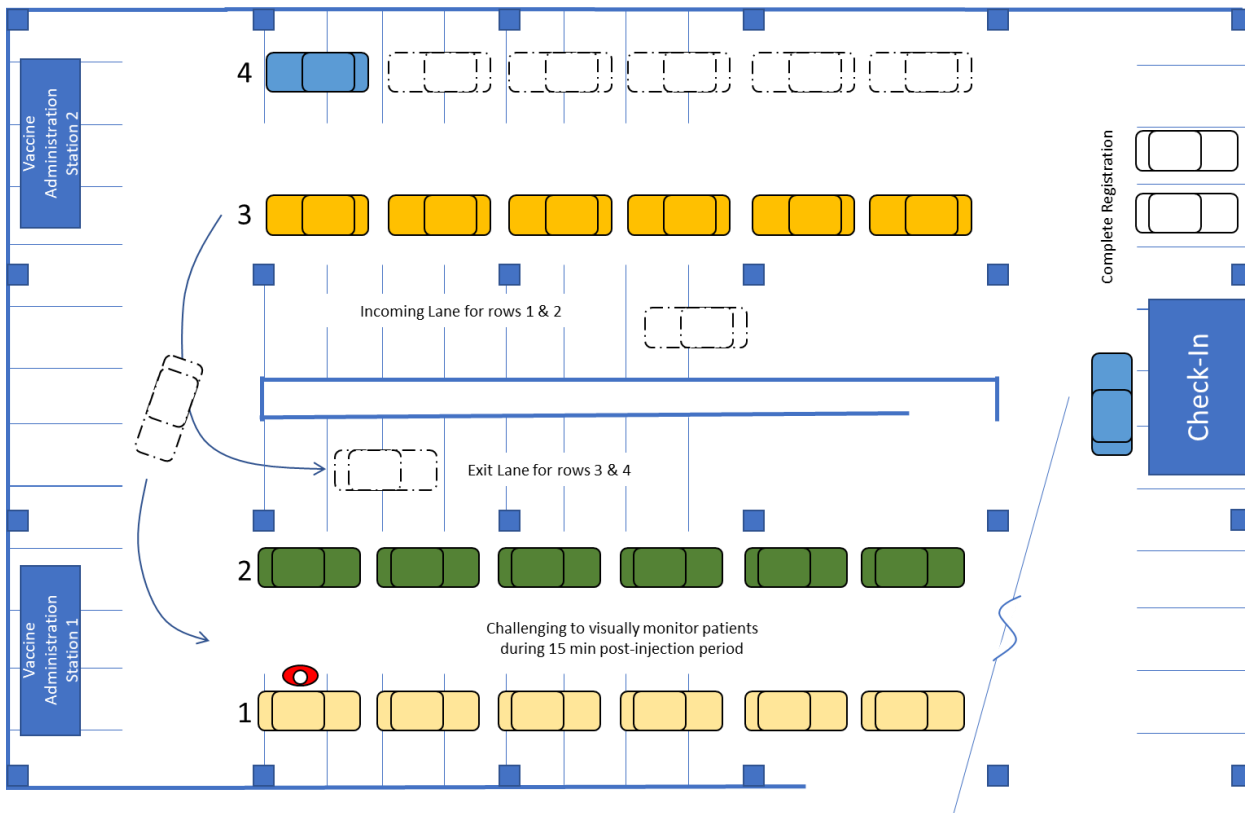 4
Vaccine
Administration
Station 2
3
Complete Registration
Incoming Lane for rows 1 & 2
Check-In
Exit Lane for rows 3 & 4
2
Challenging to visually monitor patients
during 15 min post-injection period
Vaccine
Administration
Station 1
1